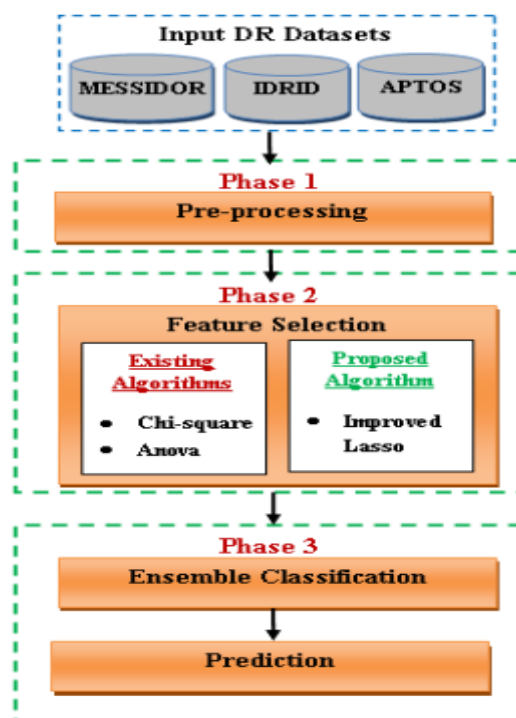 Input DR Datasets
MESSIDOR
IDRID
APTOS
Phase 1
Pre-processing
Phase 2
Feature Selection
Existing
Algorithms
• Chi-square
• Anova
Proposed
Algorithm
• Improved
Lasso
Phase 3
Ensemble Classification
Prediction